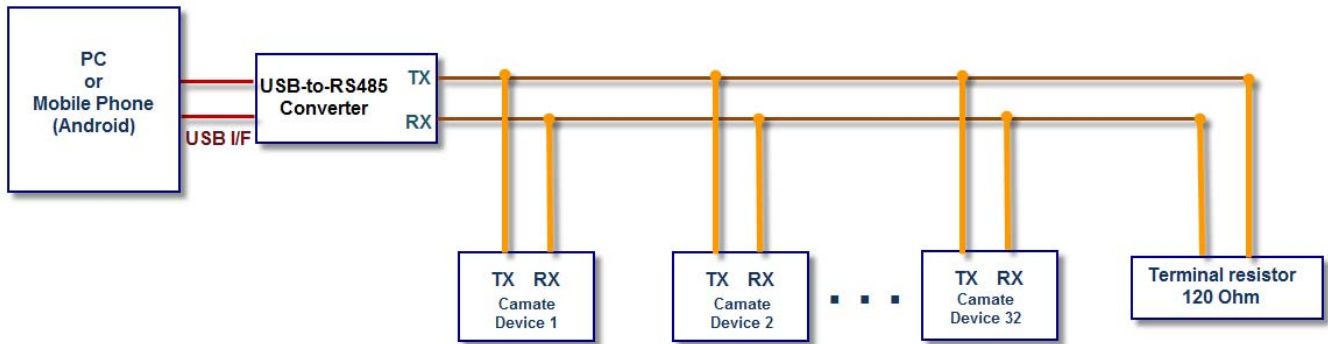 PC
or
Mobile Phone
(Android)
USB I/F
USB-to-RS485
Converter
TX
RX
TX RX
Camate
Device 1
TX RX
Camate
Device 2
. . .
TX RX
Camate
Device 32
Terminal resistor
120 Ohm